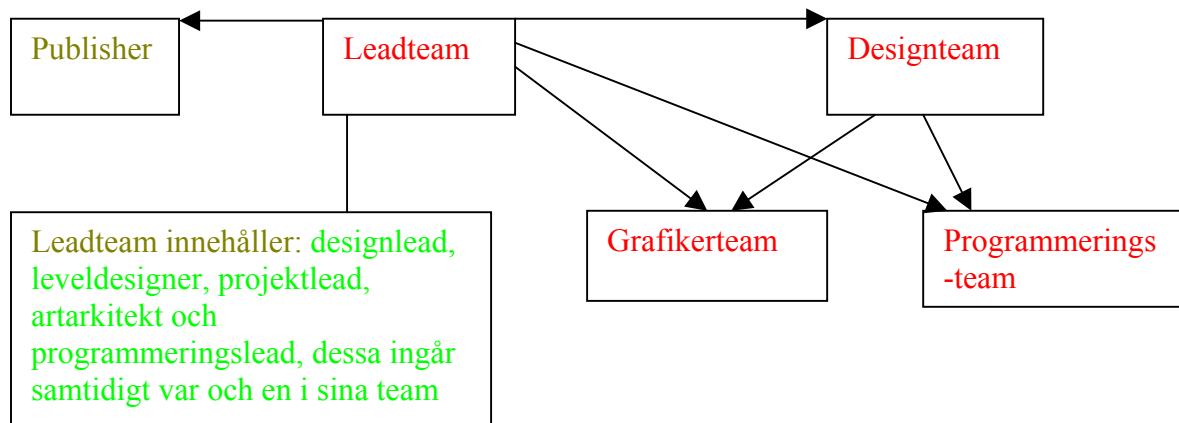 Publisher
Leadteam
Designteam
Grafikerteam
Programmerings
-team
Leadteam innehåller: designlead,
leveldesigner, projektlead,
artarkitekt och
programmeringslead, dessa ingår
samtidigt var och en i sina team